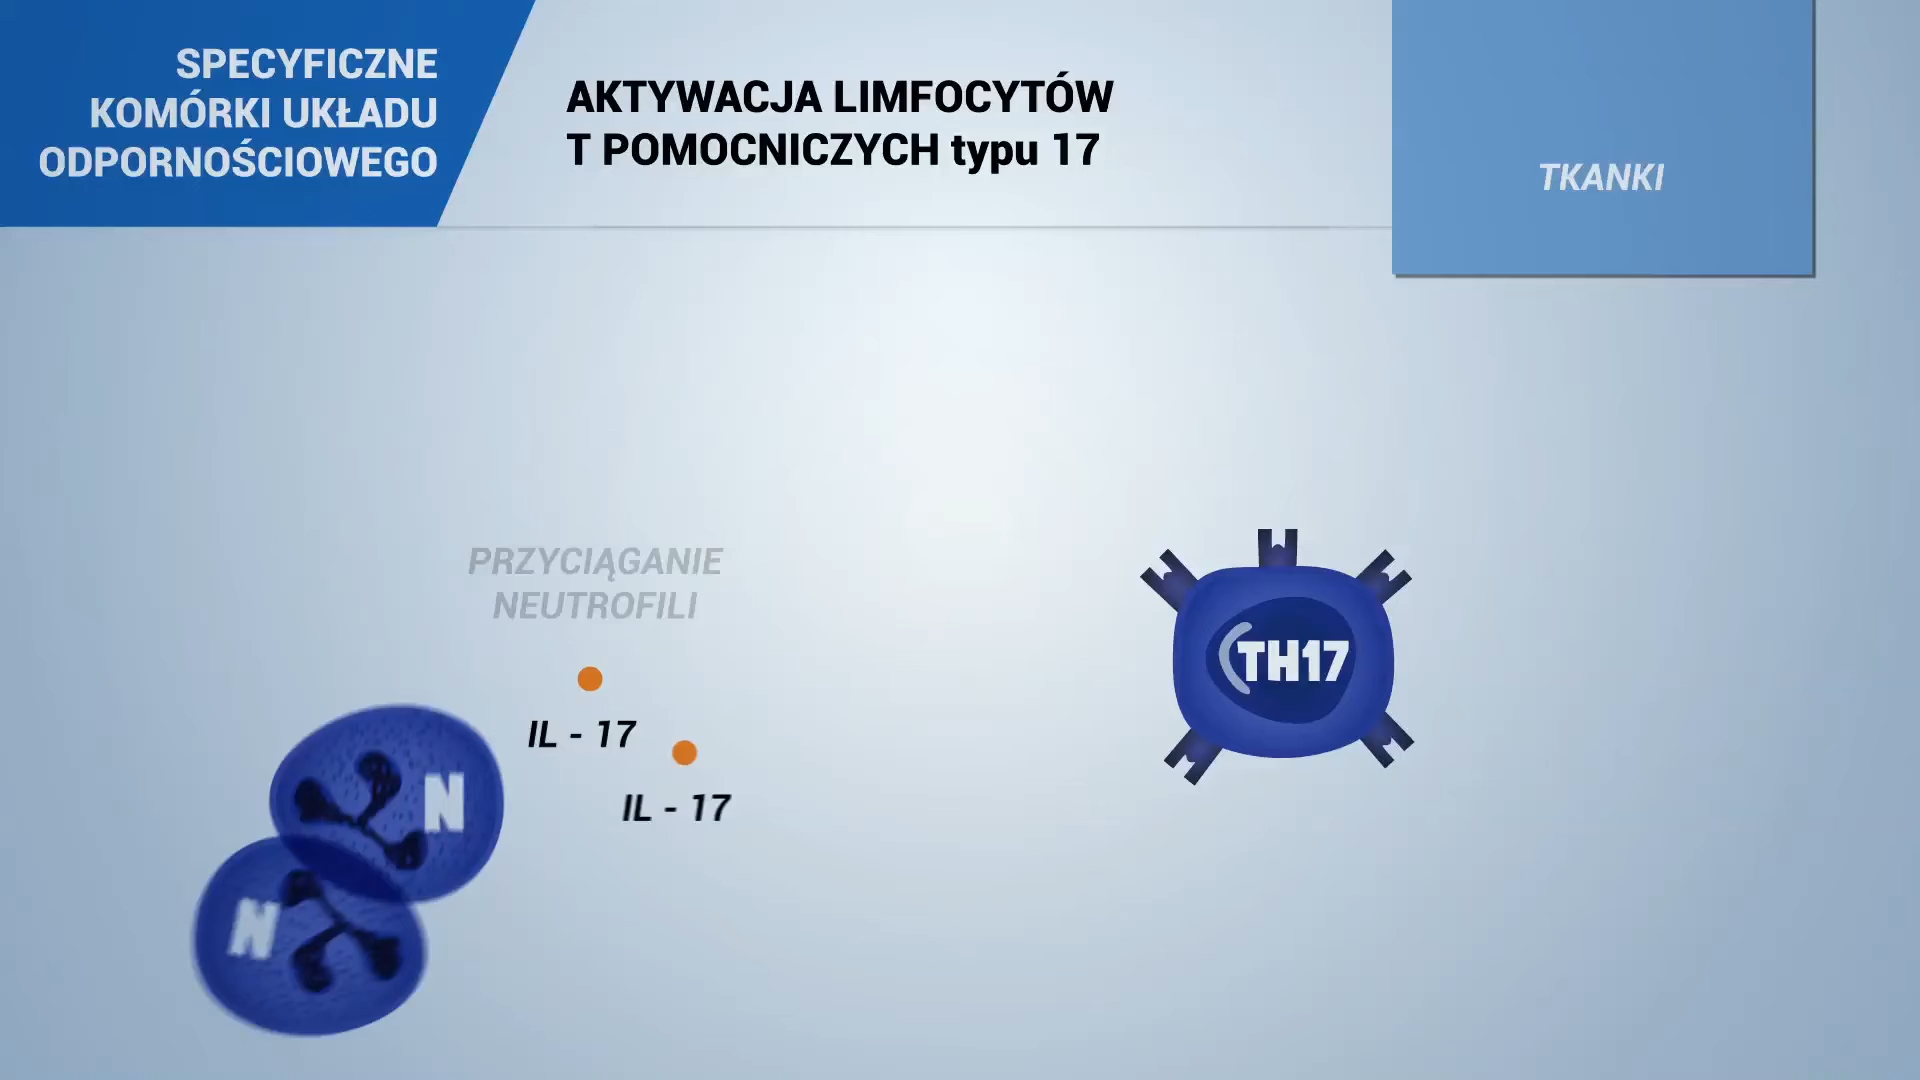 SPECYFICZNE
KOMÓRKI UKŁADU
ODPORNOŚCIOWEGO
AKTYWACJA LIMFOCYTÓW
T POMOCNICZYCH typu 17
TKANKI
PRZYCIĄGANIE
NEUTROFILI
TH17
IL - 17
IL - 17
N
N